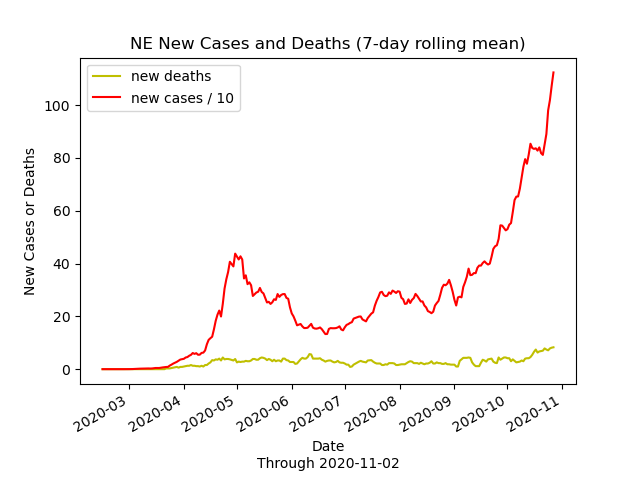 NE New Cases and Deaths (7-day rolling mean)
new deaths
new cases / 10
New Cases or Deaths
100
80
60
40
20
0
2020-03
2020-04
2020-05
2020-06
2020-07
2020-08
2020-09
2020-10
2020-11
Date
Through 2020-11-02